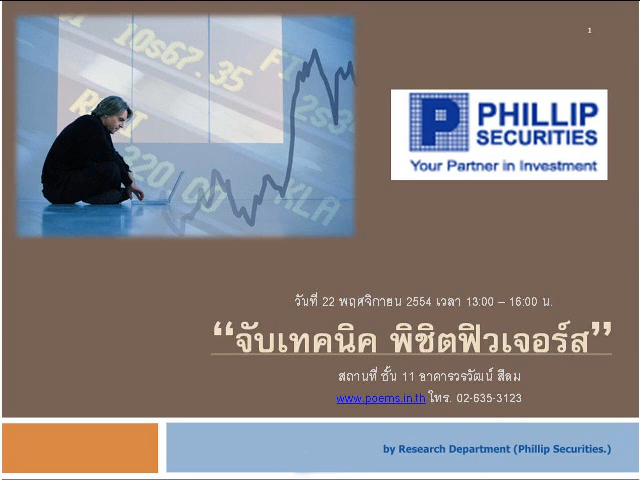 1
10s67.35
PHILLIP
SECURITIES
Your Partner in Investment
วันที่ 22 พฤศจิกายน 2554 เวลา 13:00 – 16:00 น.
“จับเทคนิค พิชิตฟิวเจอร์ส”
สถานที่ ชั้น 11 อาคารวรวัฒน์ สีลม
www.poems.in.th โทร. 02-635-3123
by Research Department (Phillip Securities.)